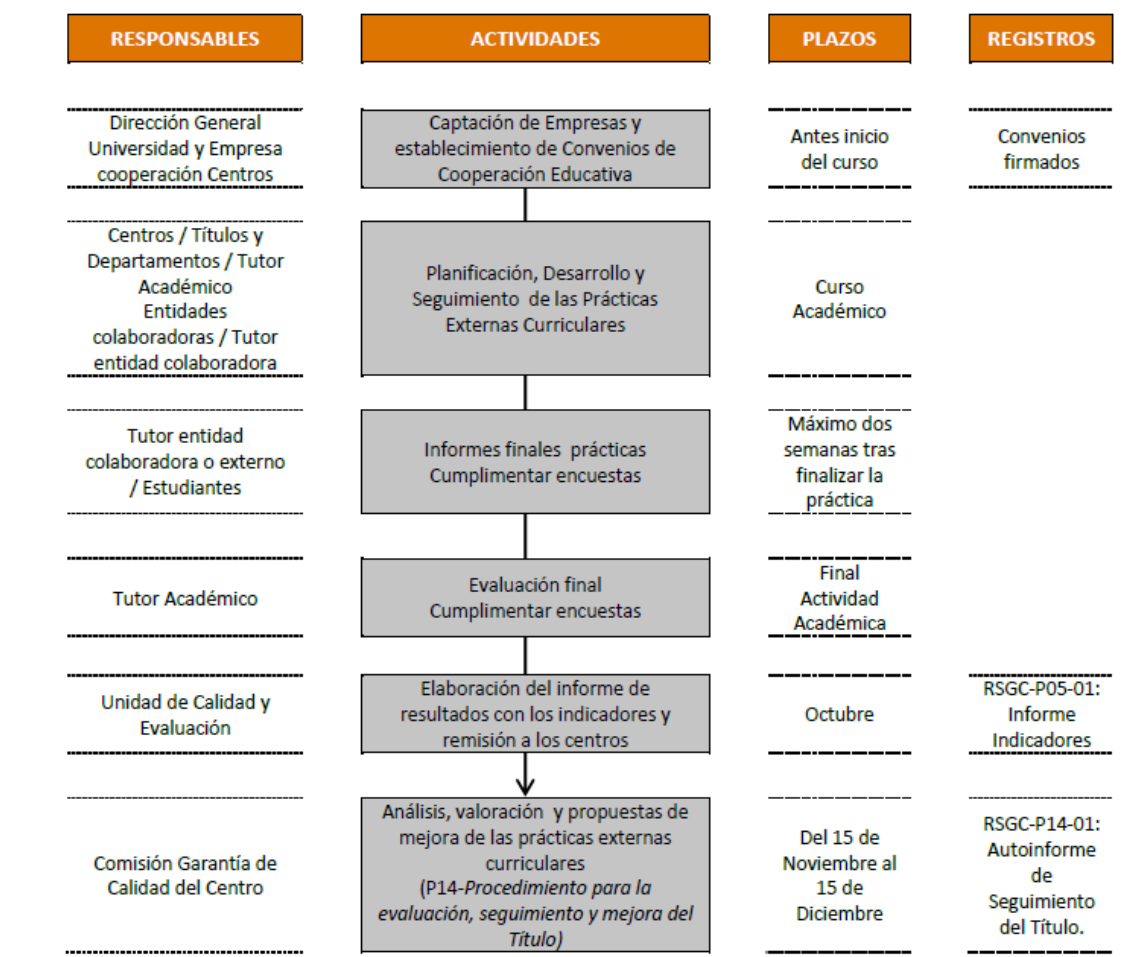 RESPONSABLES
ACTIVIDADES
PLAZOS
REGISTROS
Dirección General
Universidad y Empresa
cooperación Centros
Captación de Empresas y
establecimiento de Convenios de
Cooperación Educativa
Antes inicio
del curso
Convenios
firmados
Centros / Títulos y
Departamentos / Tutor
Académico
Entidades
colaboradoras / Tutor
entidad colaboradora
Planificación, Desarrollo y
Seguimiento de las Prácticas
Externas Curriculares
Curso
Académico
Tutor entidad
colaboradora o externo
/ Estudiantes
Informes finales prácticas
Cumplimentar encuestas
Máximo dos
semanas tras
finalizar la
práctica
Tutor Académico
Evaluación final
Cumplimentar encuestas
Final
Actividad
Académica
Unidad de Calidad y
Evaluación
Elaboración del informe de
resultados con los indicadores y
remisión a los centros
Octubre
RSGC-P05-01:
Informe
Indicadores
Comisión Garantía de
Calidad del Centro
Análisis, valoración y propuestas de
mejora de las prácticas externas
curriculares
(P14-Procedimiento para la
evaluación, seguimiento y mejora del
Título)
Del 15 de
Noviembre al
15 de
Diciembre
RSGC-P14-01:
Autoinforme
de
Seguimiento
del Título.